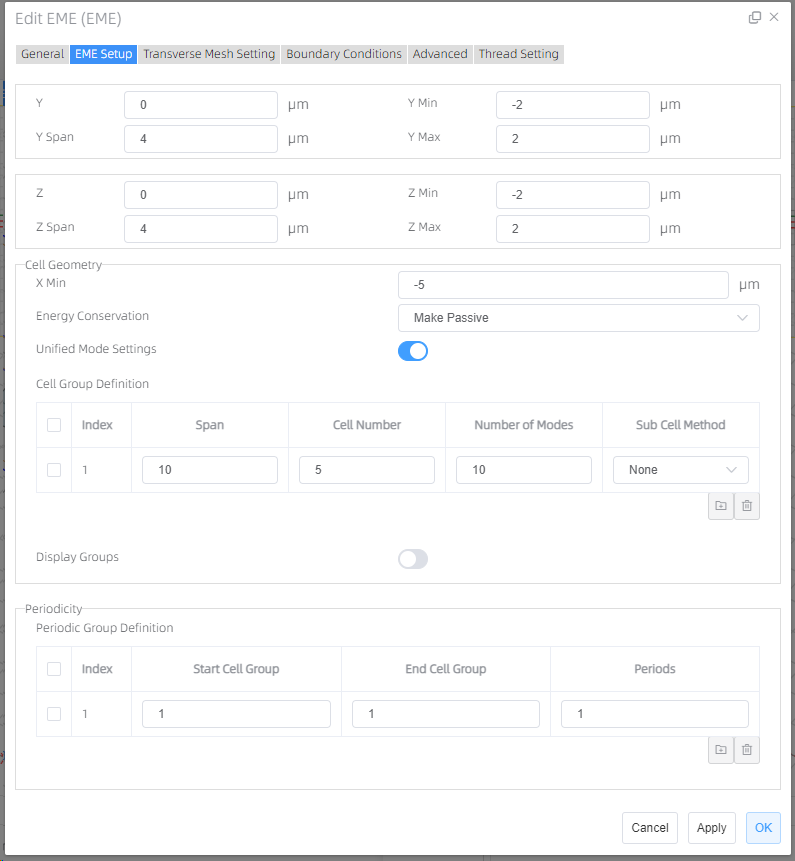 Edit EME (EME)
General EME Setup Transverse Mesh Setting Boundary Conditions Advanced Thread Setting
Y 0 μm Y Min -2 μm
Y Span 4 μm Y Max 2 μm
Z 0 μm Z Min -2 μm
Z Span 4 μm Z Max 2 μm
Cell Geometry
X Min -5 μm
Energy Conservation Make Passive
Unified Mode Settings
Cell Group Definition
Index Span Cell Number Number of Modes Sub Cell Method
1 10 5 10 None
Display Groups
Periodicity
Periodic Group Definition
Index Start Cell Group End Cell Group Periods
1 1 1 1
Cancel Apply OK